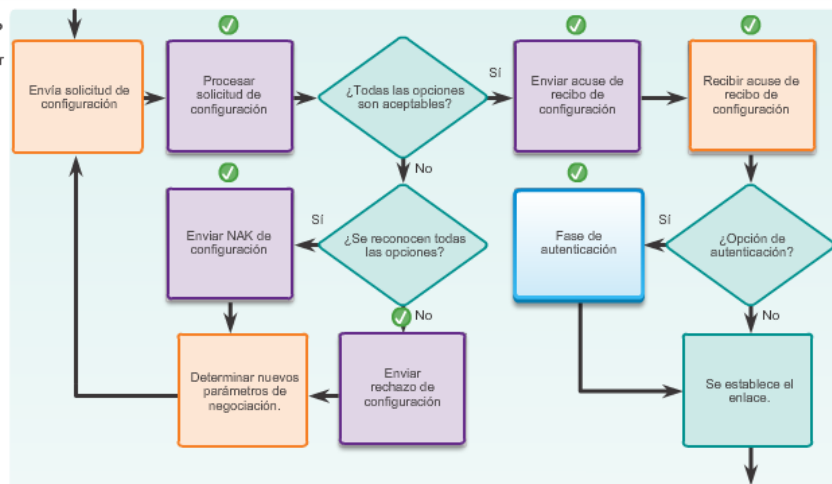 Envía solicitud de
configuración
Procesar
solicitud de
configuración
¿Todas las opciones
son aceptables?
Sí
Enviar acuse de
recibo de
configuración
Recibir acuse de
recibo de
configuración
No
Enviar NAK de
configuración
Sí
¿Se reconocen todas
las opciones?
Fase de
autenticación
Sí
¿Opción de
autenticación?
No
No
Determinar nuevos
parámetros de
negociación.
Enviar
rechazo de
configuración
Se establece el
enlace.